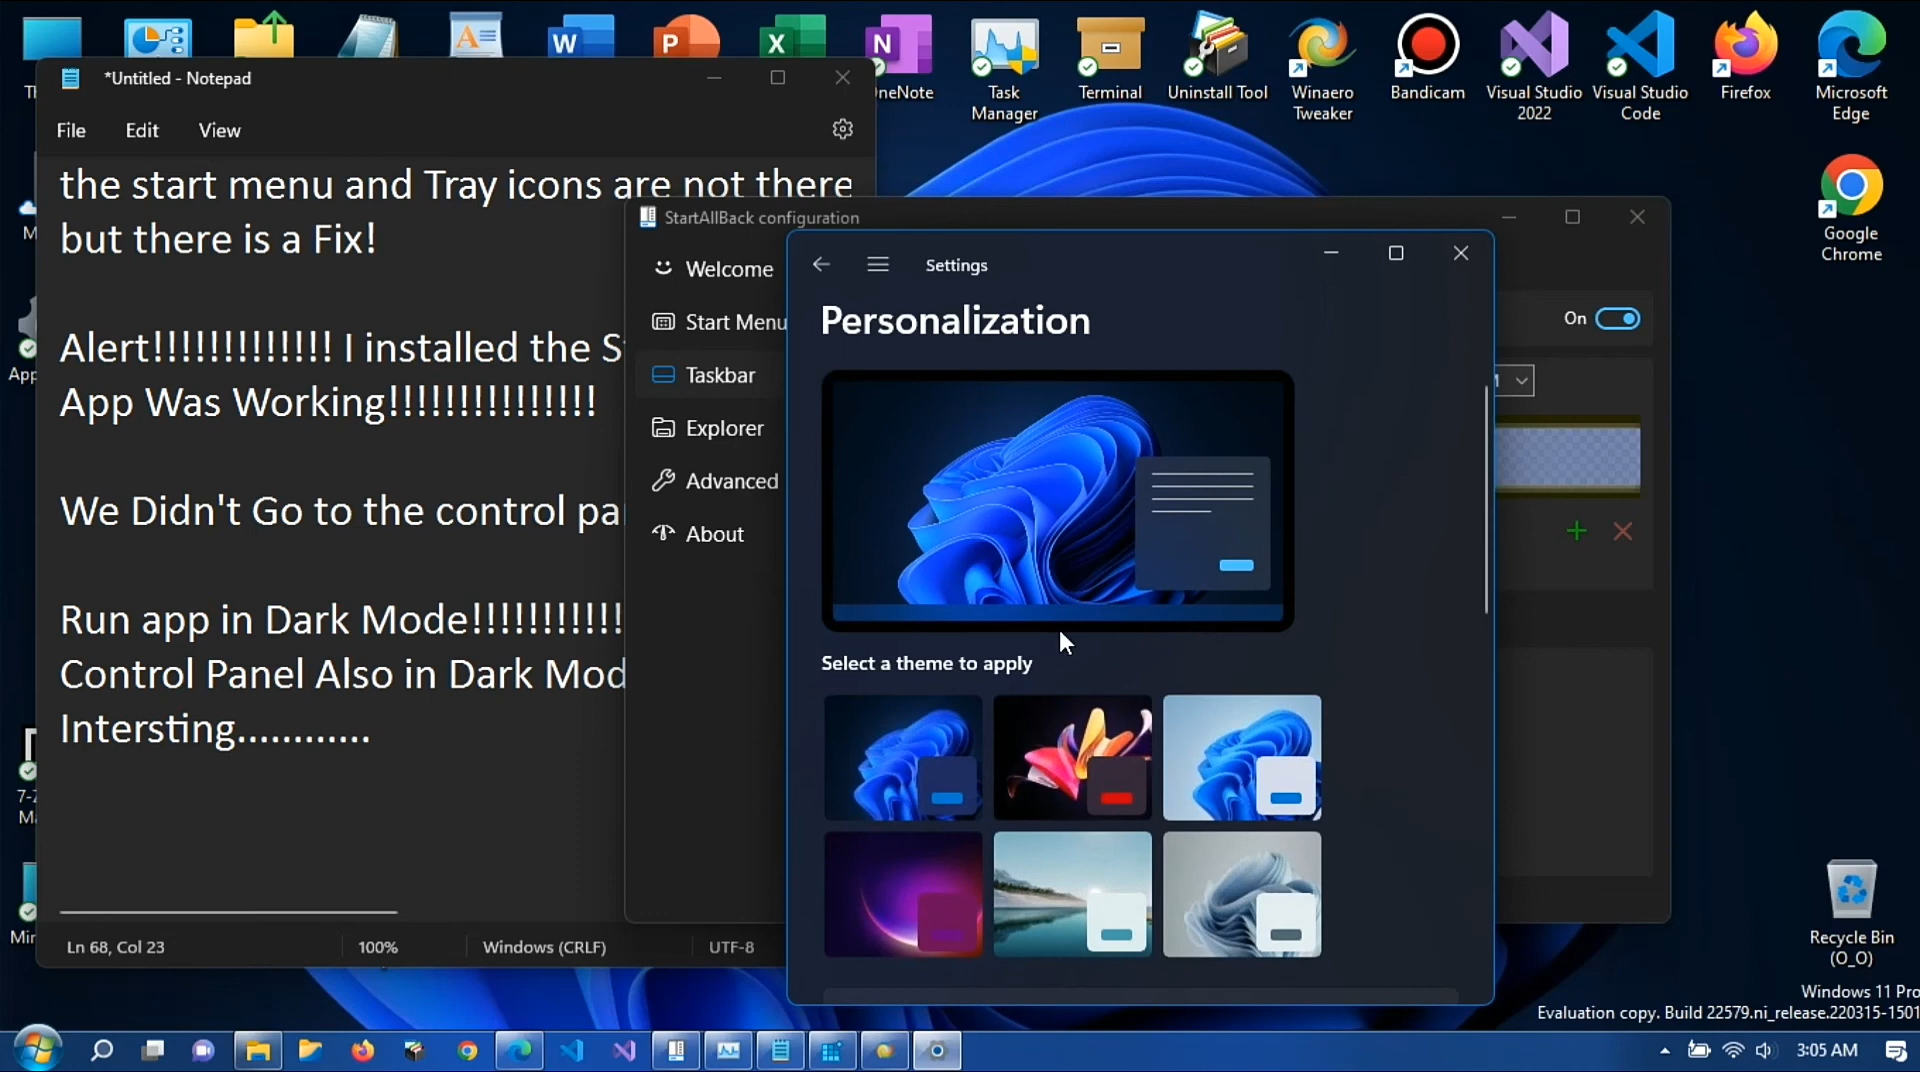 *Untitled - Notepad
File
Edit
View
the start menu and Tray icons are not there
but there is a Fix!
Alert!!!!!!!!!!!!! I installed the S
App Was Working!!!!!!!!!!!!!!!
We Didn't Go to the control pa
Run app in Dark Mode!!!!!!!!!!!!
Control Panel Also in Dark Mod
Intersting............
Ln 68, Col 23
100%
Windows (CRLF)
UTF-8
StartAllBack configuration
Welcome
Start Menu
Taskbar
Explorer
Advanced
About
On
Settings
Personalization
Select a theme to apply
OneNote
Task
Manager
Terminal
Uninstall Tool
Winaero
Tweaker
Bandicam
Visual Studio
2022
Visual Studio
Code
Firefox
Microsoft
Edge
Google
Chrome
Recycle Bin
(O_O)
Windows 11 Pro
Evaluation copy. Build 22579.ni_release.220315-1501
3:05 AM